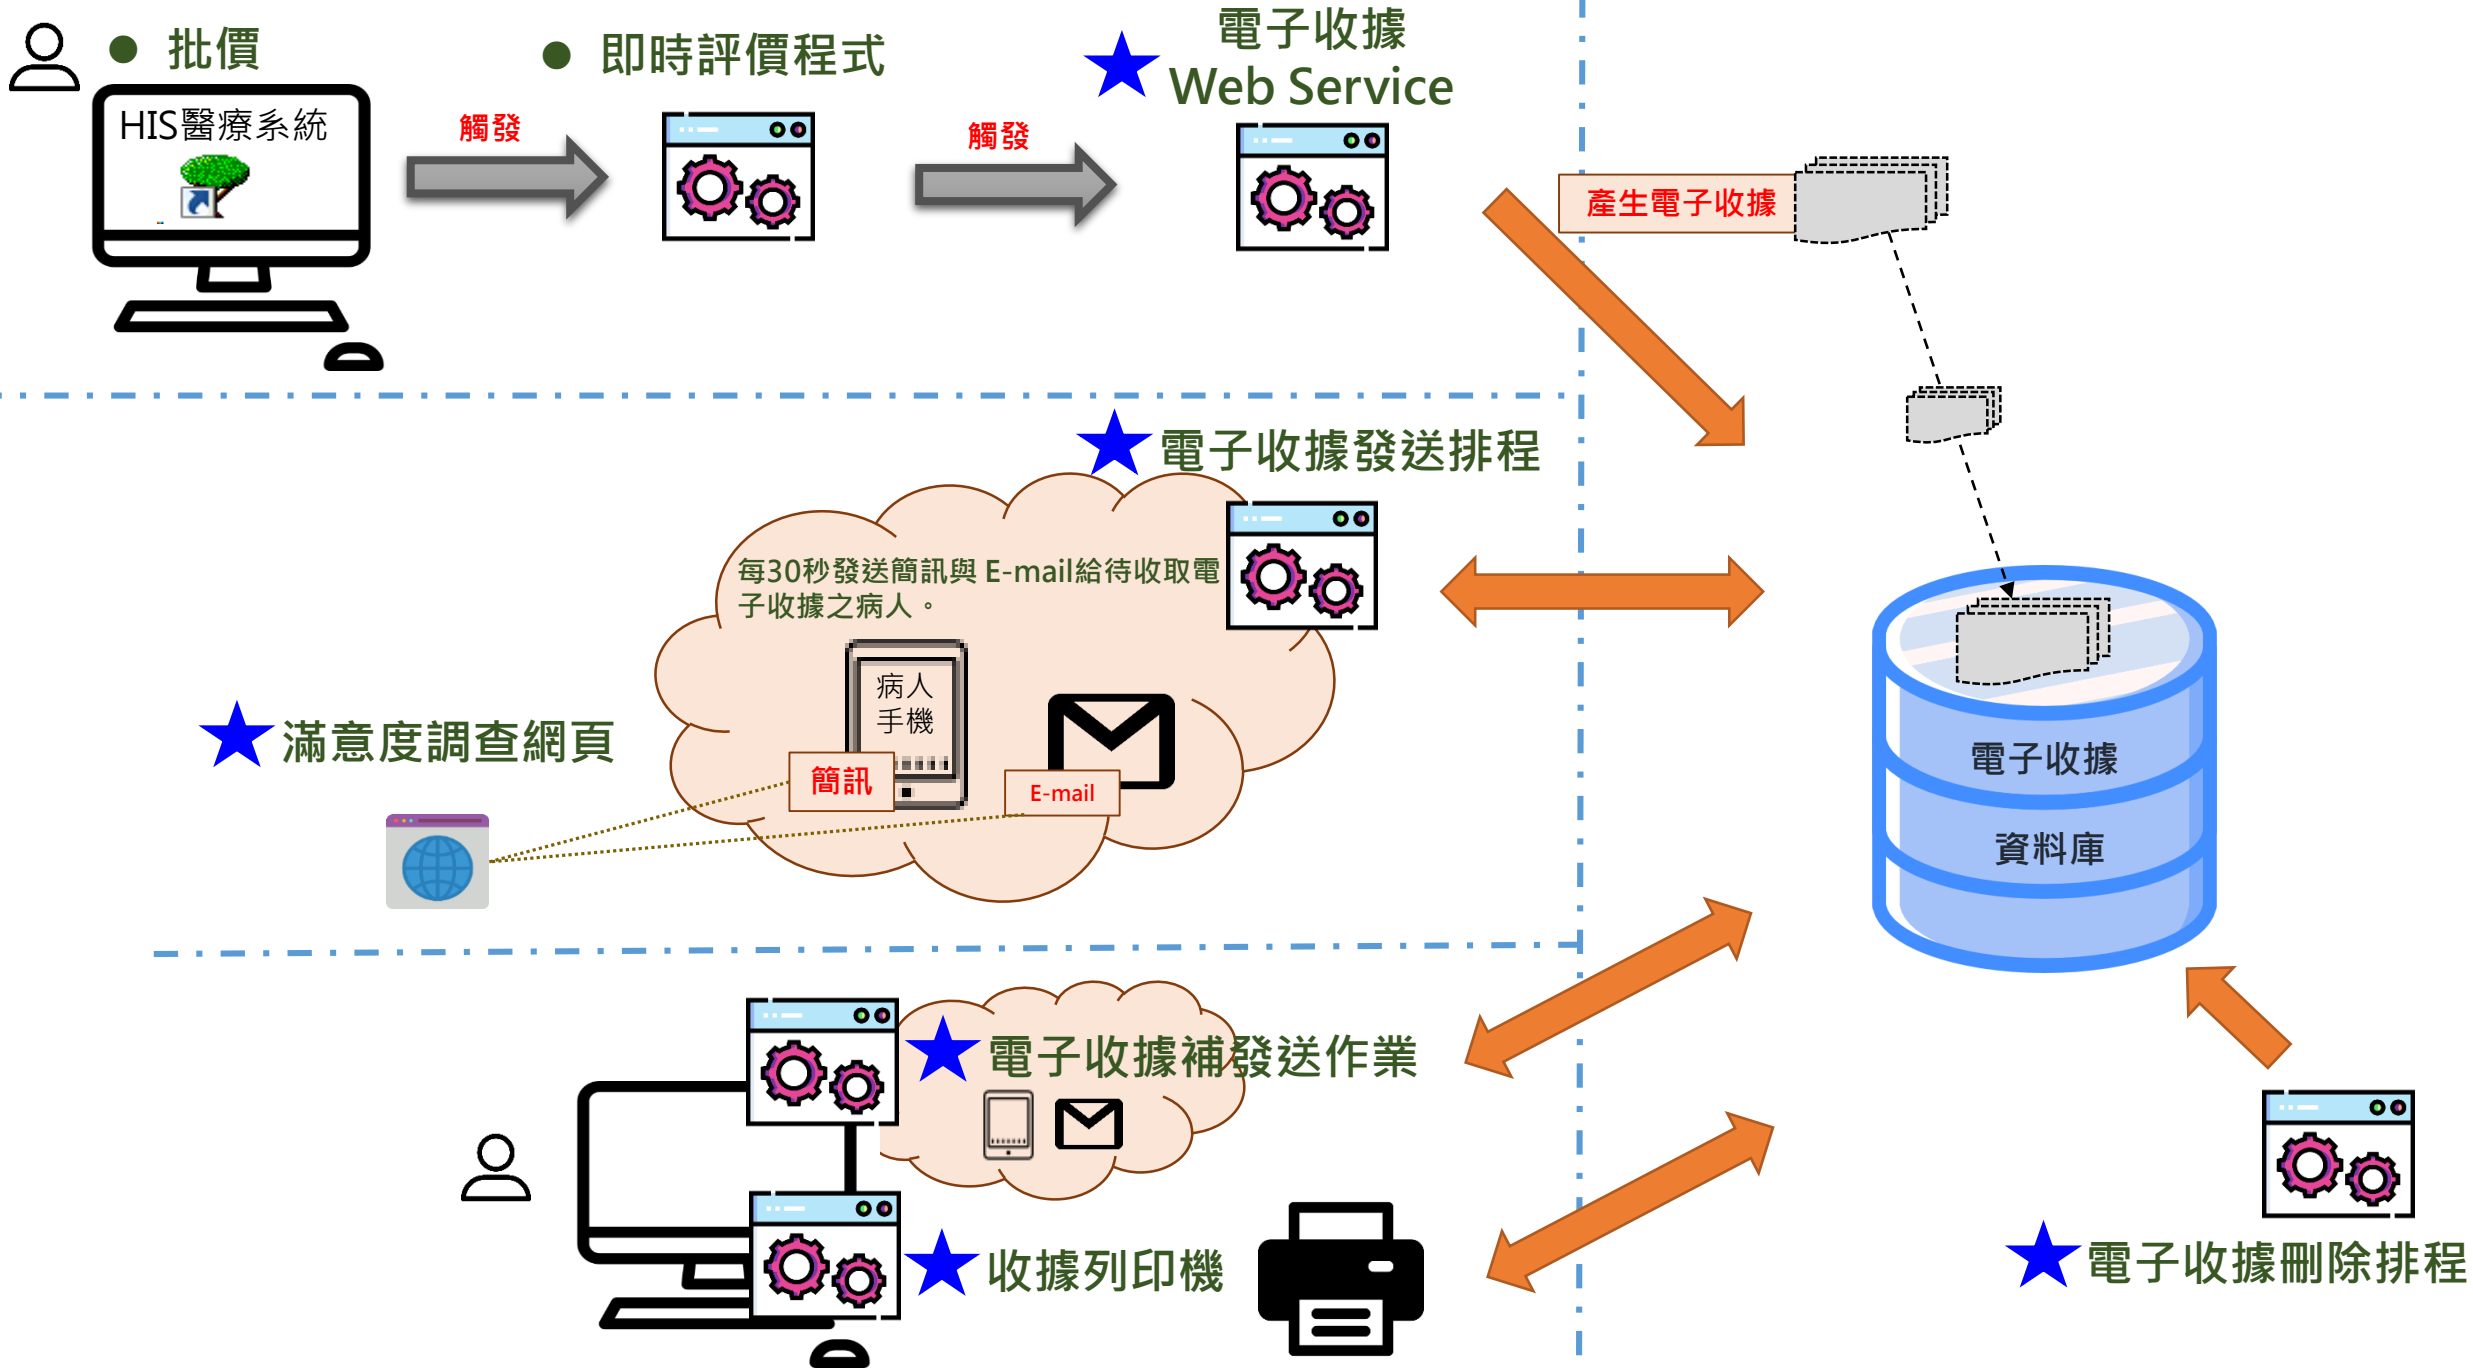 批價
HIS醫療系統
觸發
即時評價程式
觸發
電子收據
Web Service
產生電子收據
電子收據發送排程
每30秒發送簡訊與 E-mail給待收取電
子收據之病人。
病人
手機
簡訊
E-mail
滿意度調查網頁
電子收據
資料庫
電子收據補發送作業
收據列印機
電子收據刪除排程